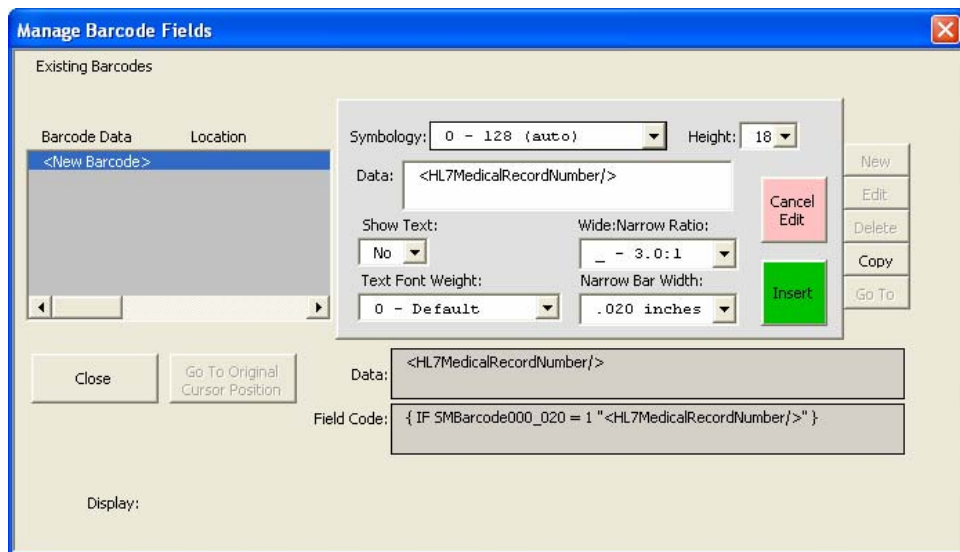 Manage Barcode Fields
Existing Barcodes
Barcode Data Location
<New Barcode>
Symbology: 0 - 128 (auto) Height: 18
Data: <HL7MedicalRecordNumber/>
Show Text: Wide:Narrow Ratio:
No _ - 3.0:1
Text Font Weight: Narrow Bar Width:
0 - Default .020 inches
Cancel
Edit
Insert
New
Edit
Delete
Copy
Go To
Close
Go To Original
Cursor Position
Data: <HL7MedicalRecordNumber/>
Field Code: { IF SMBarcode000_020 = 1 "<HL7MedicalRecordNumber/>" }
Display: